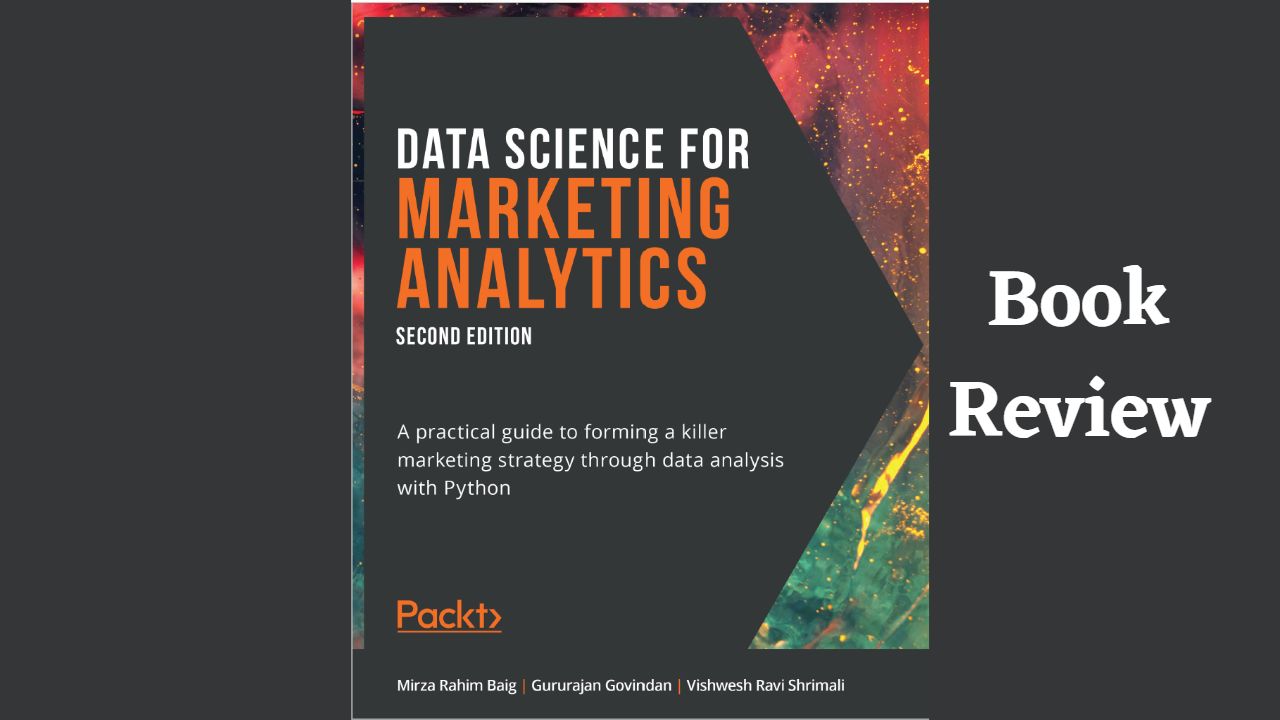 DATA SCIENCE FOR
MARKETING
ANALYTICS
SECOND EDITION
A practical guide to forming a killer
marketing strategy through data analysis
with Python
Packt>
Mirza Rahim Baig | Gururajan Govindan | Vishwesh Ravi Shrimali
Book
Review